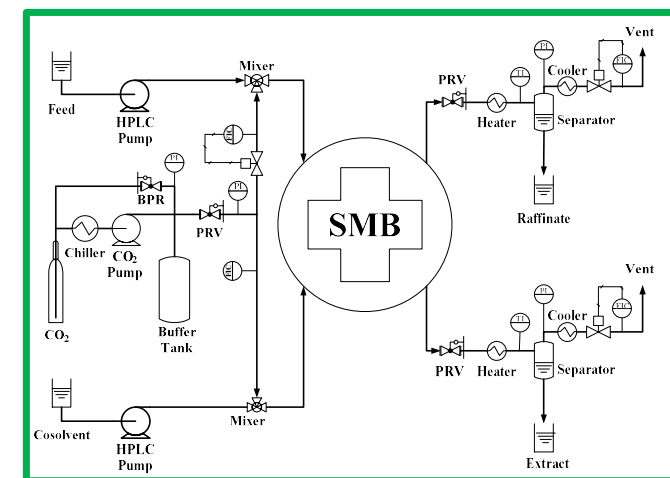 Vent
PI
Mixer
Cooler
FIC
PRV
TI
Feed
HPLC
Pump
Heater
Separator
PI
BPR
PI
SMB
Raffinate
PRV
Chiller
CO2
Pump
Vent
PI
Cooler
FIC
CO2
Buffer
Tank
TI
PRV
Heater
Separator
Mixer
Cosolvent
HPLC
Pump
Extract